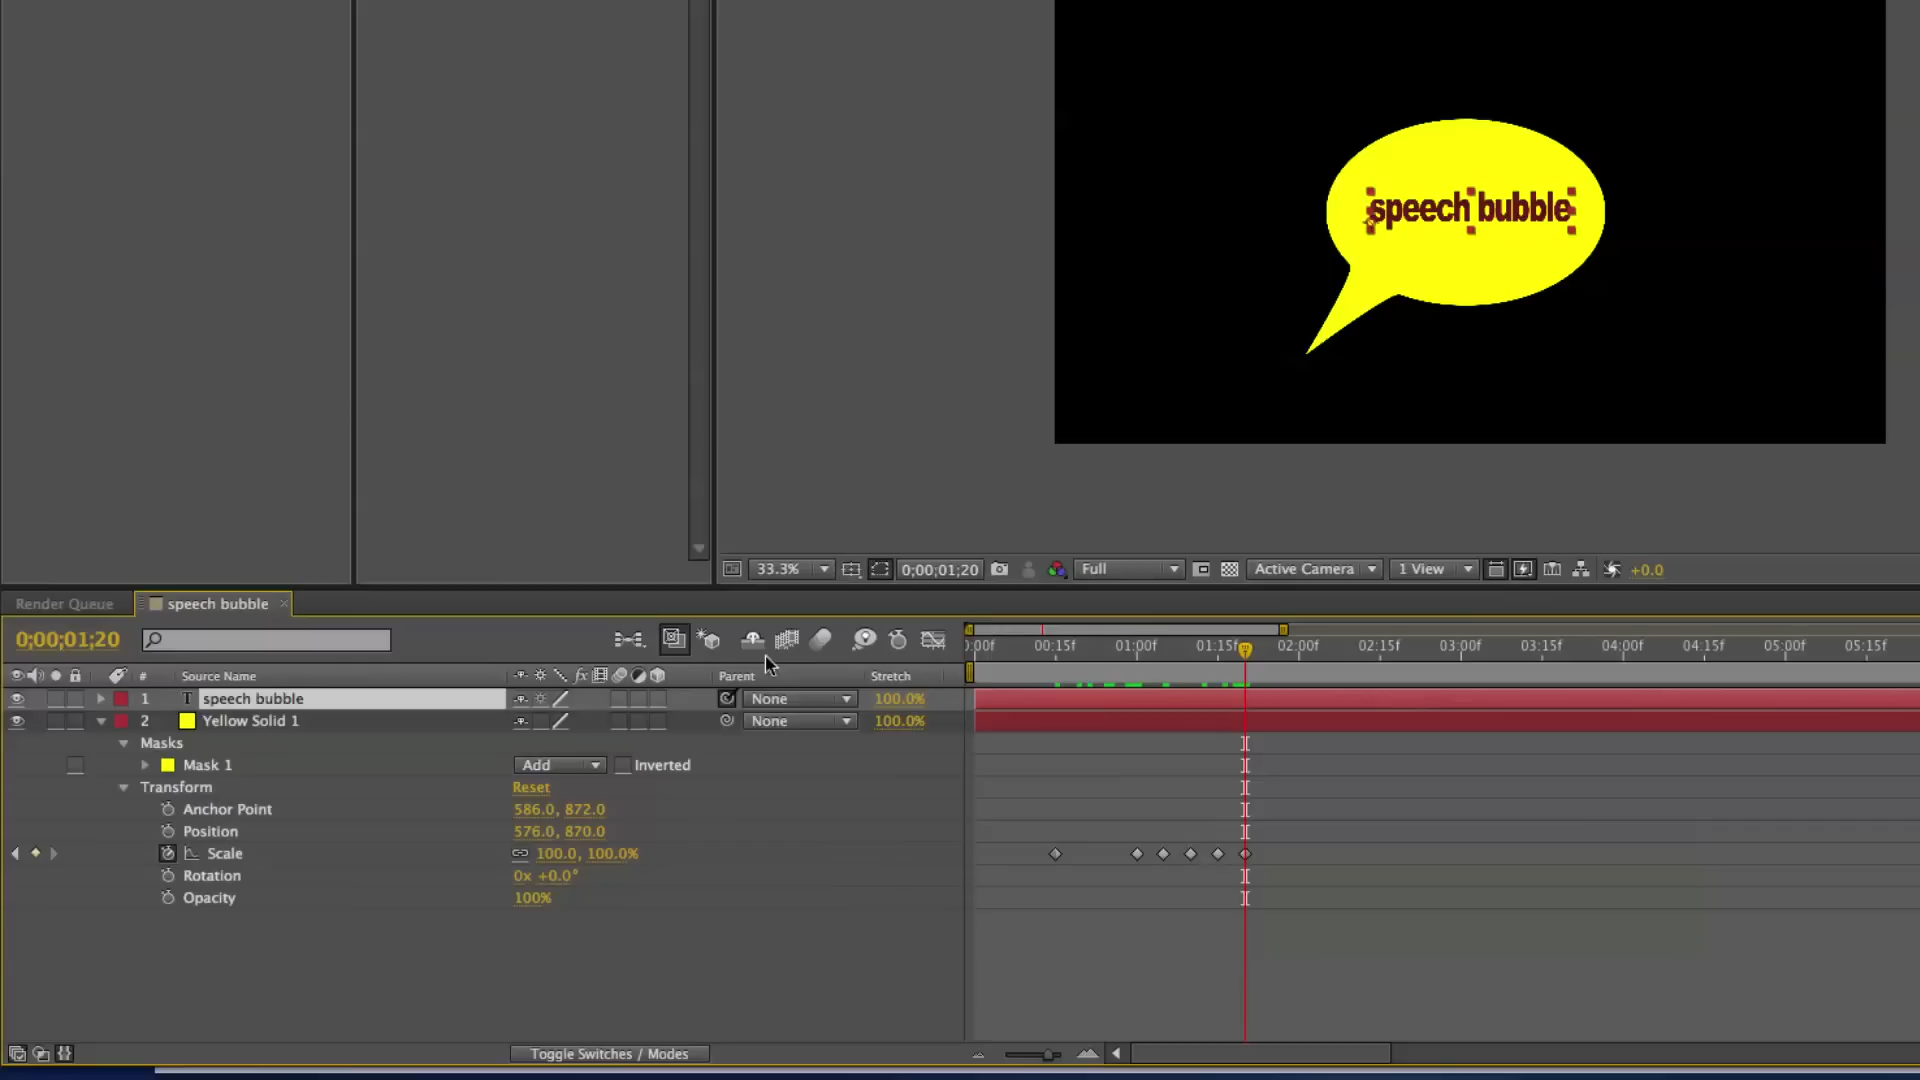 speech bubble
33.3%
0;00;01;20
Full
Active Camera
1 View
+0.0
Render Queue
speech bubble
0;00;01;20
:00f 00:15f 01:00f 01:15f 02:00f 02:15f 03:00f 03:15f 04:00f 04:15f 05:00f 05:15f
# Source Name fx Parent Stretch
1 T speech bubble None 100.0%
2 Yellow Solid 1 None 100.0%
Masks
Mask 1 Add Inverted
Transform Reset
Anchor Point 586.0, 872.0
Position 576.0, 870.0
Scale 100.0, 100.0%
Rotation 0x +0.0°
Opacity 100%
Toggle Switches / Modes